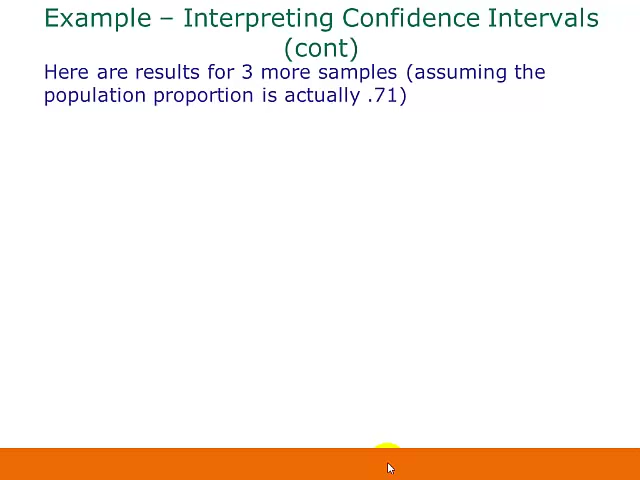 Example – Interpreting Confidence Intervals
(cont)
Here are results for 3 more samples (assuming the
population proportion is actually .71)